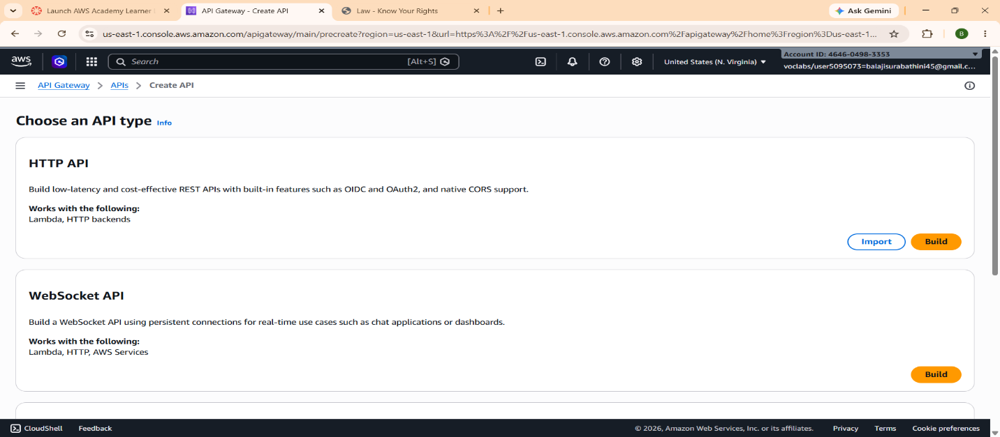 Launch AWS Academy Learner
API Gateway - Create API
Law - Know Your Rights
Ask Gemini
us-east-1.console.aws.amazon.com/apigateway/main/precreate?region=us-east-1&url=https%3A%2F%2Fus-east-1.console.aws.amazon.com%2Fapigateway%2Fhome%3Fregion%3Dus-east-1...
B
aws
Search
[Alt+S]
United States (N. Virginia)
Account ID: 4646-0498-3353
voclabs/user5095073=balajisurabathini45@gmail.c...
API Gateway
APIs
Create API
Choose an API type Info
HTTP API
Build low-latency and cost-effective REST APIs with built-in features such as OIDC and OAuth2, and native CORS support.
Works with the following:
Lambda, HTTP backends
Import
Build
WebSocket API
Build a WebSocket API using persistent connections for real-time use cases such as chat applications or dashboards.
Works with the following:
Lambda, HTTP, AWS Services
Build
CloudShell
Feedback
© 2026, Amazon Web Services, Inc. or its affiliates.
Privacy
Terms
Cookie preferences